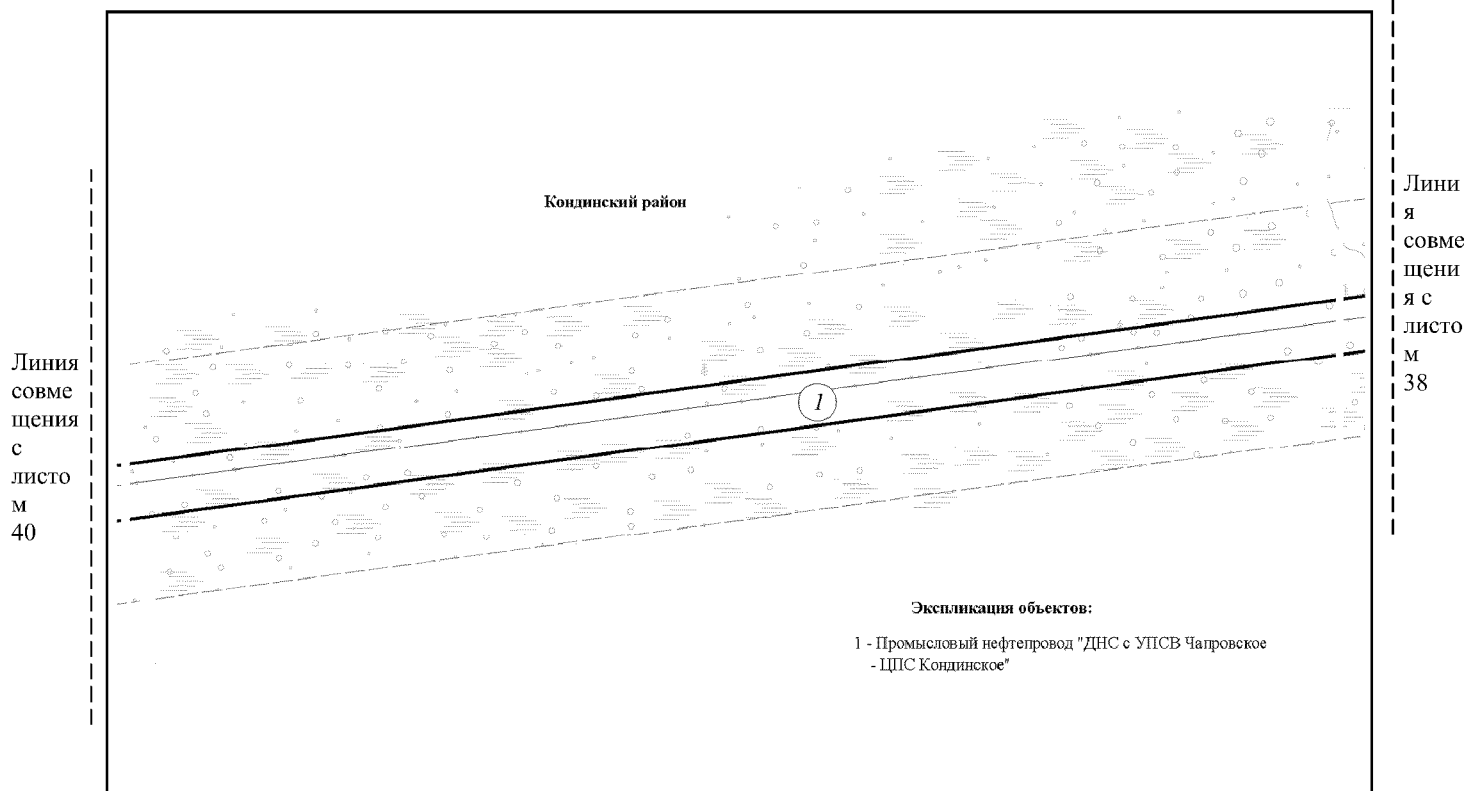 Линия
совме
щения
с
листо
м
40
Кондинский район
1
Экспликация объектов:
1 - Промысловый нефтепровод "ДНС с УПСВ Чапровское
- ЦПС Кондинское"
Лини
я
совме
щени
я с
листо
м
38